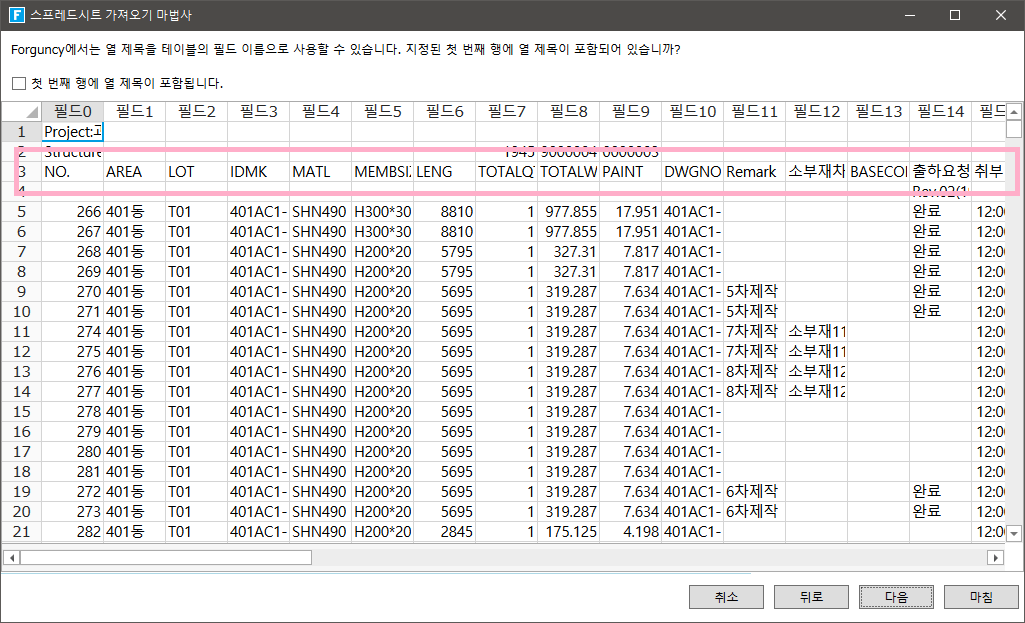 F 스프레드시트 가져오기 마법사
Forguncy에서는 열 제목을 테이블의 필드 이름으로 사용할 수 있습니다. 지정된 첫 번째 행에 열 제목이 포함되어 있습니까?
첫 번째 행에 열 제목이 포함됩니다.
필드0 필드1 필드2 필드3 필드4 필드5 필드6 필드7 필드8 필드9 필드10 필드11 필드12 필드13 필드14 필드
1 Project:
2 Structure 1945 9000004 0000003
3 NO. AREA LOT IDMK MATL MEMBSI LENG TOTALQ TOTALW PAINT DWGNO Remark 소부재차 BASECOI 출하요청 취부
4 Rev.02(1
5 266 401동 T01 401AC1- SHN490 H300*30 8810 1 977.855 17.951 401AC1- 완료 12:0
6 267 401동 T01 401AC1- SHN490 H300*30 8810 1 977.855 17.951 401AC1- 완료 12:0
7 268 401동 T01 401AC1- SHN490 H200*20 5795 1 327.31 7.817 401AC1- 완료 12:0
8 269 401동 T01 401AC1- SHN490 H200*20 5795 1 327.31 7.817 401AC1- 완료 12:0
9 270 401동 T01 401AC1- SHN490 H200*20 5695 1 319.287 7.634 401AC1- 5차제작 완료 12:0
10 271 401동 T01 401AC1- SHN490 H200*20 5695 1 319.287 7.634 401AC1- 5차제작 완료 12:0
11 274 401동 T01 401AC1- SHN490 H200*20 5695 1 319.287 7.634 401AC1- 7차제작 소부재11 12:0
12 275 401동 T01 401AC1- SHN490 H200*20 5695 1 319.287 7.634 401AC1- 7차제작 소부재11 12:0
13 276 401동 T01 401AC1- SHN490 H200*20 5695 1 319.287 7.634 401AC1- 8차제작 소부재12 12:0
14 277 401동 T01 401AC1- SHN490 H200*20 5695 1 319.287 7.634 401AC1- 8차제작 소부재12 12:0
15 278 401동 T01 401AC1- SHN490 H200*20 5695 1 319.287 7.634 401AC1- 12:0
16 279 401동 T01 401AC1- SHN490 H200*20 5695 1 319.287 7.634 401AC1- 12:0
17 280 401동 T01 401AC1- SHN490 H200*20 5695 1 319.287 7.634 401AC1- 12:0
18 281 401동 T01 401AC1- SHN490 H200*20 5695 1 319.287 7.634 401AC1- 12:0
19 272 401동 T01 401AC1- SHN490 H200*20 5695 1 319.287 7.634 401AC1- 6차제작 완료 12:0
20 273 401동 T01 401AC1- SHN490 H200*20 5695 1 319.287 7.634 401AC1- 6차제작 완료 12:0
21 282 401동 T01 401AC1- SHN490 H200*20 2845 1 175.125 4.198 401AC1- 12:0
취소 뒤로 다음 마침